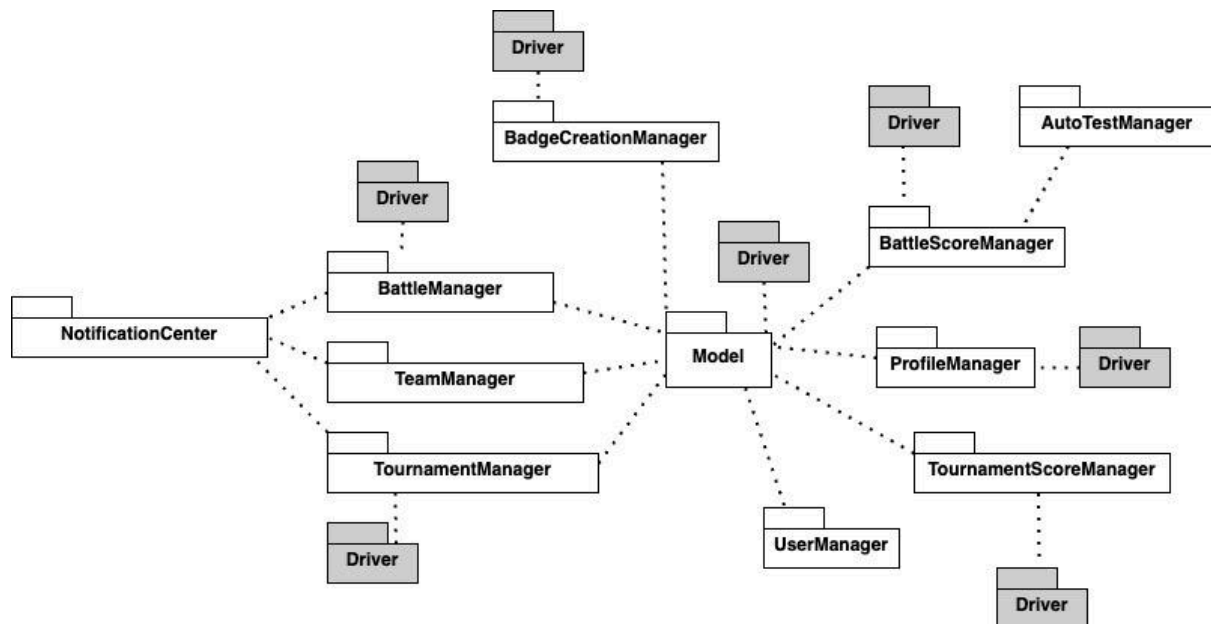 Driver
BadgeCreationManager
Driver
AutoTestManager
Driver
BattleScoreManager
Driver
BattleManager
NotificationCenter
Model
ProfileManager
Driver
TeamManager
TournamentManager
TournamentScoreManager
UserManager
Driver
Driver